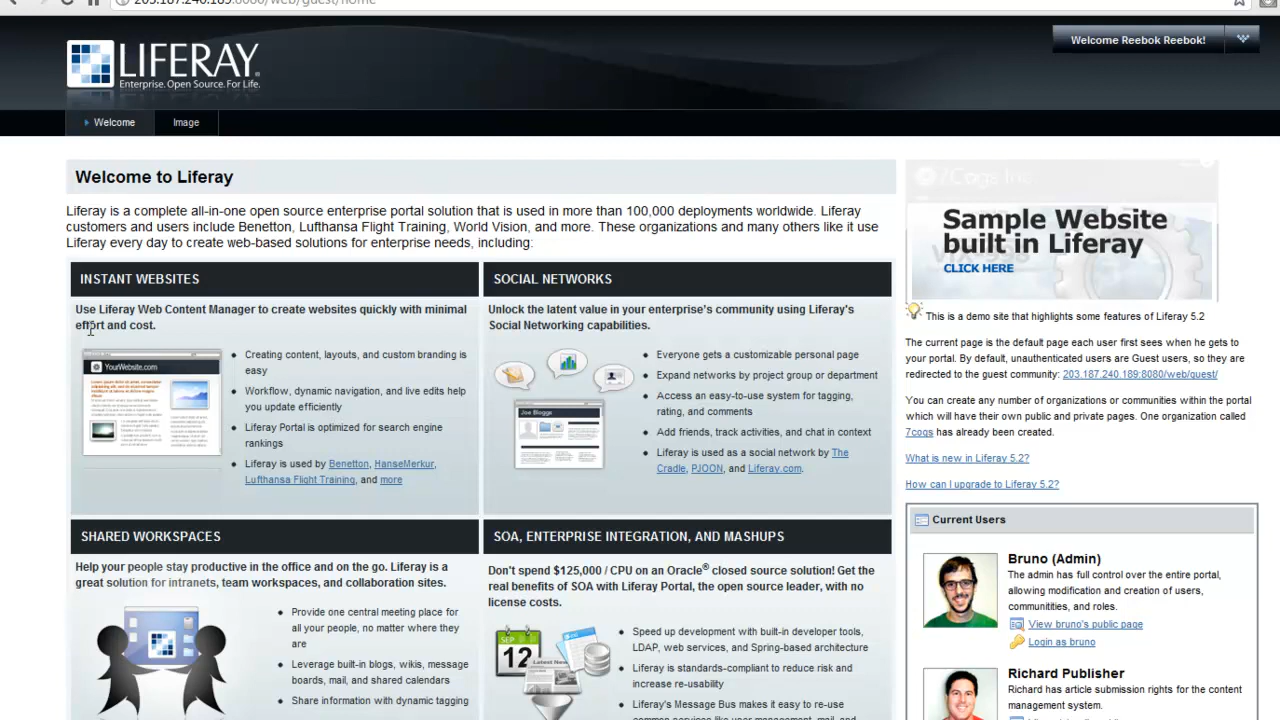 203.187.240.189:8080/web/guest/home
LIFERAY.
Enterprise. Open Source. For Life.
Welcome Reebok Reebok!
Welcome
Image
Welcome to Liferay
Liferay is a complete all-in-one open source enterprise portal solution that is used in more than 100,000 deployments worldwide. Liferay
customers and users include Benetton, Lufthansa Flight Training, World Vision, and more. These organizations and many others like it use
Liferay every day to create web-based solutions for enterprise needs, including:
INSTANT WEBSITES
Use Liferay Web Content Manager to create websites quickly with minimal
effort and cost.
YourWebsite.com
Creating content, layouts, and custom branding is
easy
Workflow, dynamic navigation, and live edits help
you update efficiently
Liferay Portal is optimized for search engine
rankings
Liferay is used by Benetton, HanseMerkur,
Lufthansa Flight Training, and more
SOCIAL NETWORKS
Unlock the latent value in your enterprise's community using Liferay's
Social Networking capabilities.
Joe Bloggs
Everyone gets a customizable personal page
Expand networks by project group or department
Access an easy-to-use system for tagging,
rating, and comments
Add friends, track activities, and choose context
Liferay is used as a social network by The
Cradle, PJOON, and Liferay.com.
SHARED WORKSPACES
Help your people stay productive in the office and on the go. Liferay is a
great solution for intranets, team workspaces, and collaboration sites.
Provide one central meeting place for
all your people, no matter where they
are
Leverage built-in blogs, wikis, message
boards, mail, and shared calendars
Share information with dynamic tagging
SOA, ENTERPRISE INTEGRATION, AND MASHUPS
Don't spend $125,000 / CPU on an Oracle® closed source solution! Get the
real benefits of SOA with Liferay Portal, the open source leader, with no
license costs.
SEP
12
Latest News
Speed up development with built-in developer tools,
LDAP, web services, and Spring-based architecture
Liferay is standards-compliant to reduce risk and
increase re-usability
Liferay's Message Bus makes it easy to re-use
common services like user management, mail, and
/Cogs Inc.
Sample Website
built in Liferay
CLICK HERE
This is a demo site that highlights some features of Liferay 5.2
The current page is the default page each user first sees when he gets to
your portal. By default, unauthenticated users are Guest users, so they are
redirected to the guest community: 203.187.240.189:8080/web/guest/
You can create any number of organizations or communities within the portal
which will have their own public and private pages. One organization called
7cogs has already been created.
What is new in Liferay 5.2?
How can I upgrade to Liferay 5.2?
Current Users
Bruno (Admin)
The admin has full control over the entire portal,
allowing modification and creation of users,
communitities, and roles.
View bruno's public page
Login as bruno
Richard Publisher
Richard has article submission rights for the content
management system.